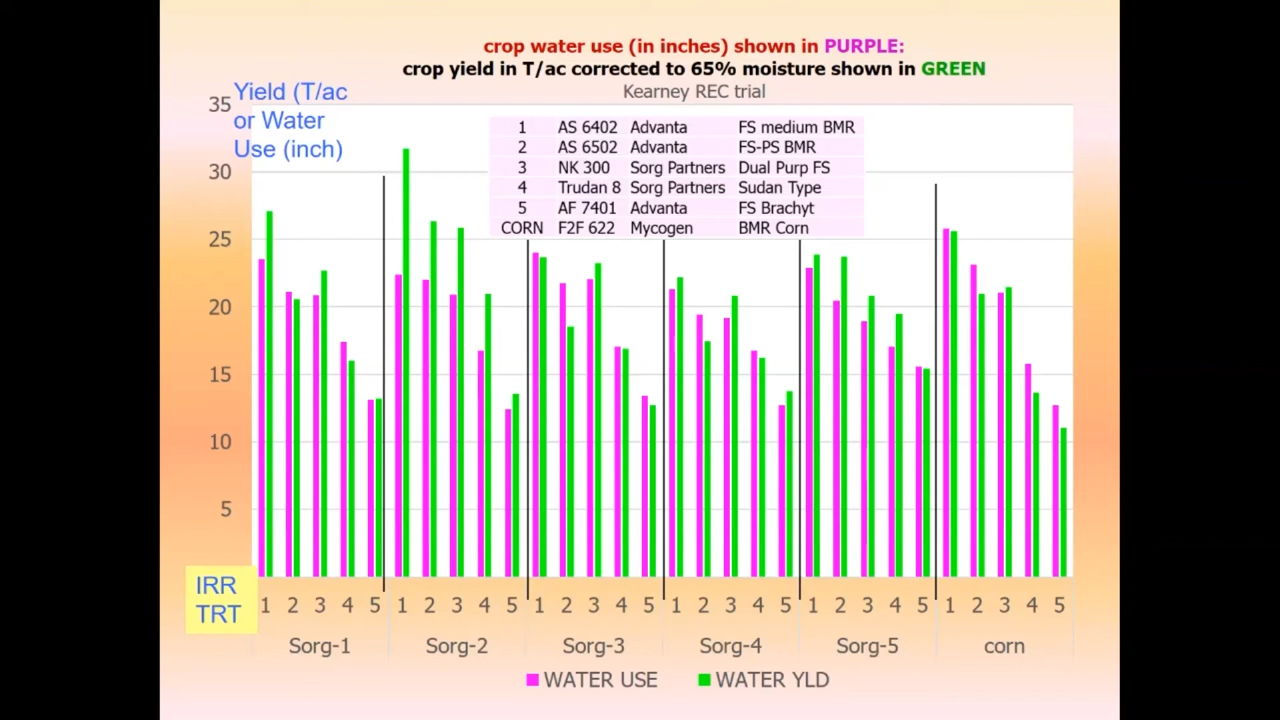 crop water use (in inches) shown in PURPLE:
crop yield in T/ac corrected to 65% moisture shown in GREEN
Kearney REC trial
Yield (T/ac
or Water
Use (inch)
35
30
25
20
15
10
5
1 AS 6402 Advanta FS medium BMR
2 AS 6502 Advanta FS-PS BMR
3 NK 300 Sorg Partners Dual Purp FS
4 Trudan 8 Sorg Partners Sudan Type
5 AF 7401 Advanta FS Brachyt
CORN F2F 622 Mycogen BMR Corn
IRR
TRT
1 2 3 4 5 1 2 3 4 5 1 2 3 4 5 1 2 3 4 5 1 2 3 4 5 1 2 3 4 5
Sorg-1 Sorg-2 Sorg-3 Sorg-4 Sorg-5 corn
WATER USE WATER YLD